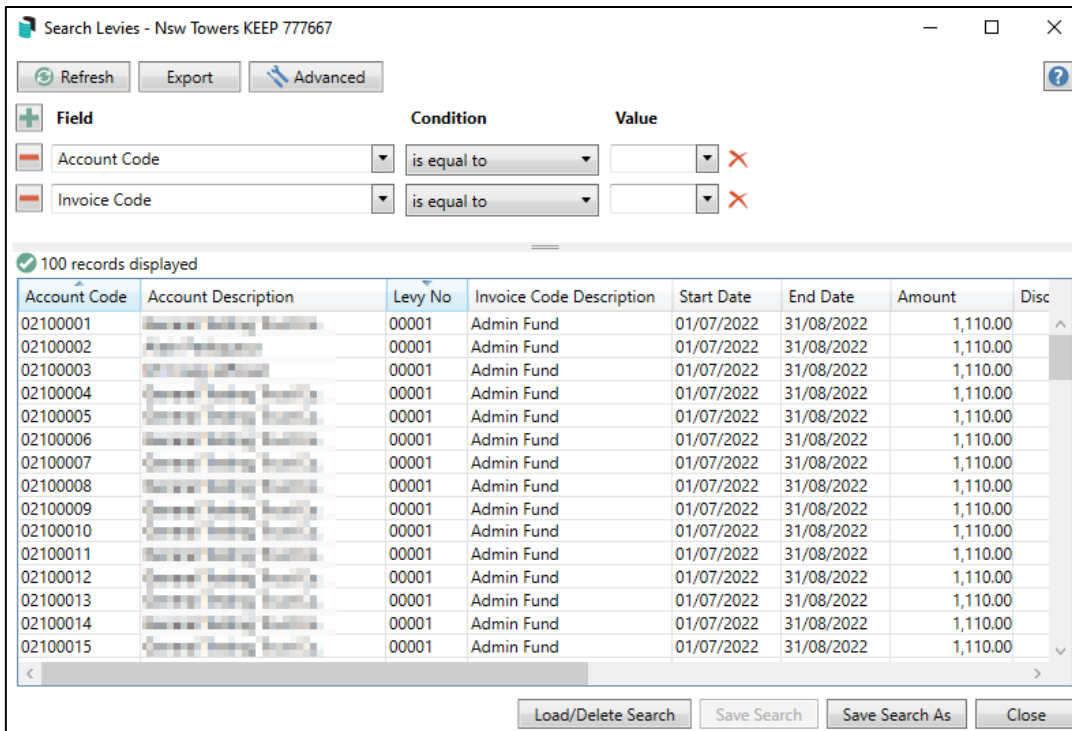 Search Levies - Nsw Towers KEEP 777667
Refresh Export Advanced
Field Condition Value
Account Code is equal to
Invoice Code is equal to
100 records displayed
Account Code Account Description Levy No Invoice Code Description Start Date End Date Amount Disc
02100001 00001 Admin Fund 01/07/2022 31/08/2022 1,110.00
02100002 00001 Admin Fund 01/07/2022 31/08/2022 1,110.00
02100003 00001 Admin Fund 01/07/2022 31/08/2022 1,110.00
02100004 00001 Admin Fund 01/07/2022 31/08/2022 1,110.00
02100005 00001 Admin Fund 01/07/2022 31/08/2022 1,110.00
02100006 00001 Admin Fund 01/07/2022 31/08/2022 1,110.00
02100007 00001 Admin Fund 01/07/2022 31/08/2022 1,110.00
02100008 00001 Admin Fund 01/07/2022 31/08/2022 1,110.00
02100009 00001 Admin Fund 01/07/2022 31/08/2022 1,110.00
02100010 00001 Admin Fund 01/07/2022 31/08/2022 1,110.00
02100011 00001 Admin Fund 01/07/2022 31/08/2022 1,110.00
02100012 00001 Admin Fund 01/07/2022 31/08/2022 1,110.00
02100013 00001 Admin Fund 01/07/2022 31/08/2022 1,110.00
02100014 00001 Admin Fund 01/07/2022 31/08/2022 1,110.00
02100015 00001 Admin Fund 01/07/2022 31/08/2022 1,110.00
Load/Delete Search Save Search Save Search As Close